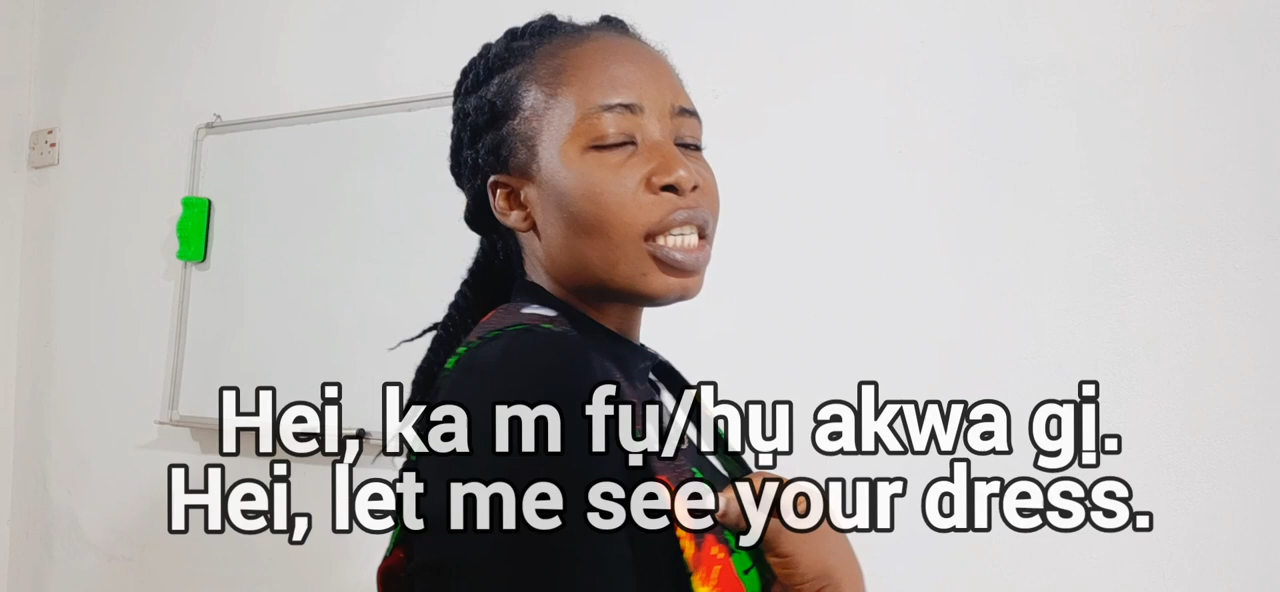 Hei, ka m fụ/hụ akwa gị.
Hei, let me see your dress.